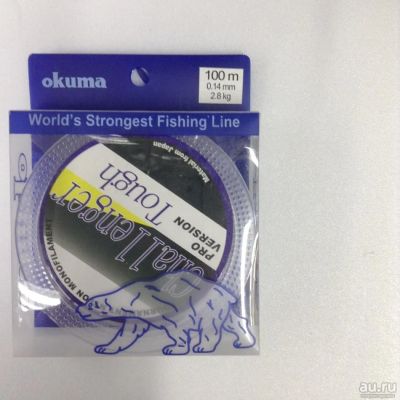 okuma
100 m
0.14 mm
2.8 kg
World's Strongest Fishing Line
Material from Japan
Challenger
Tough
PRO
VERSION
MONOFILAMENT
au.ru